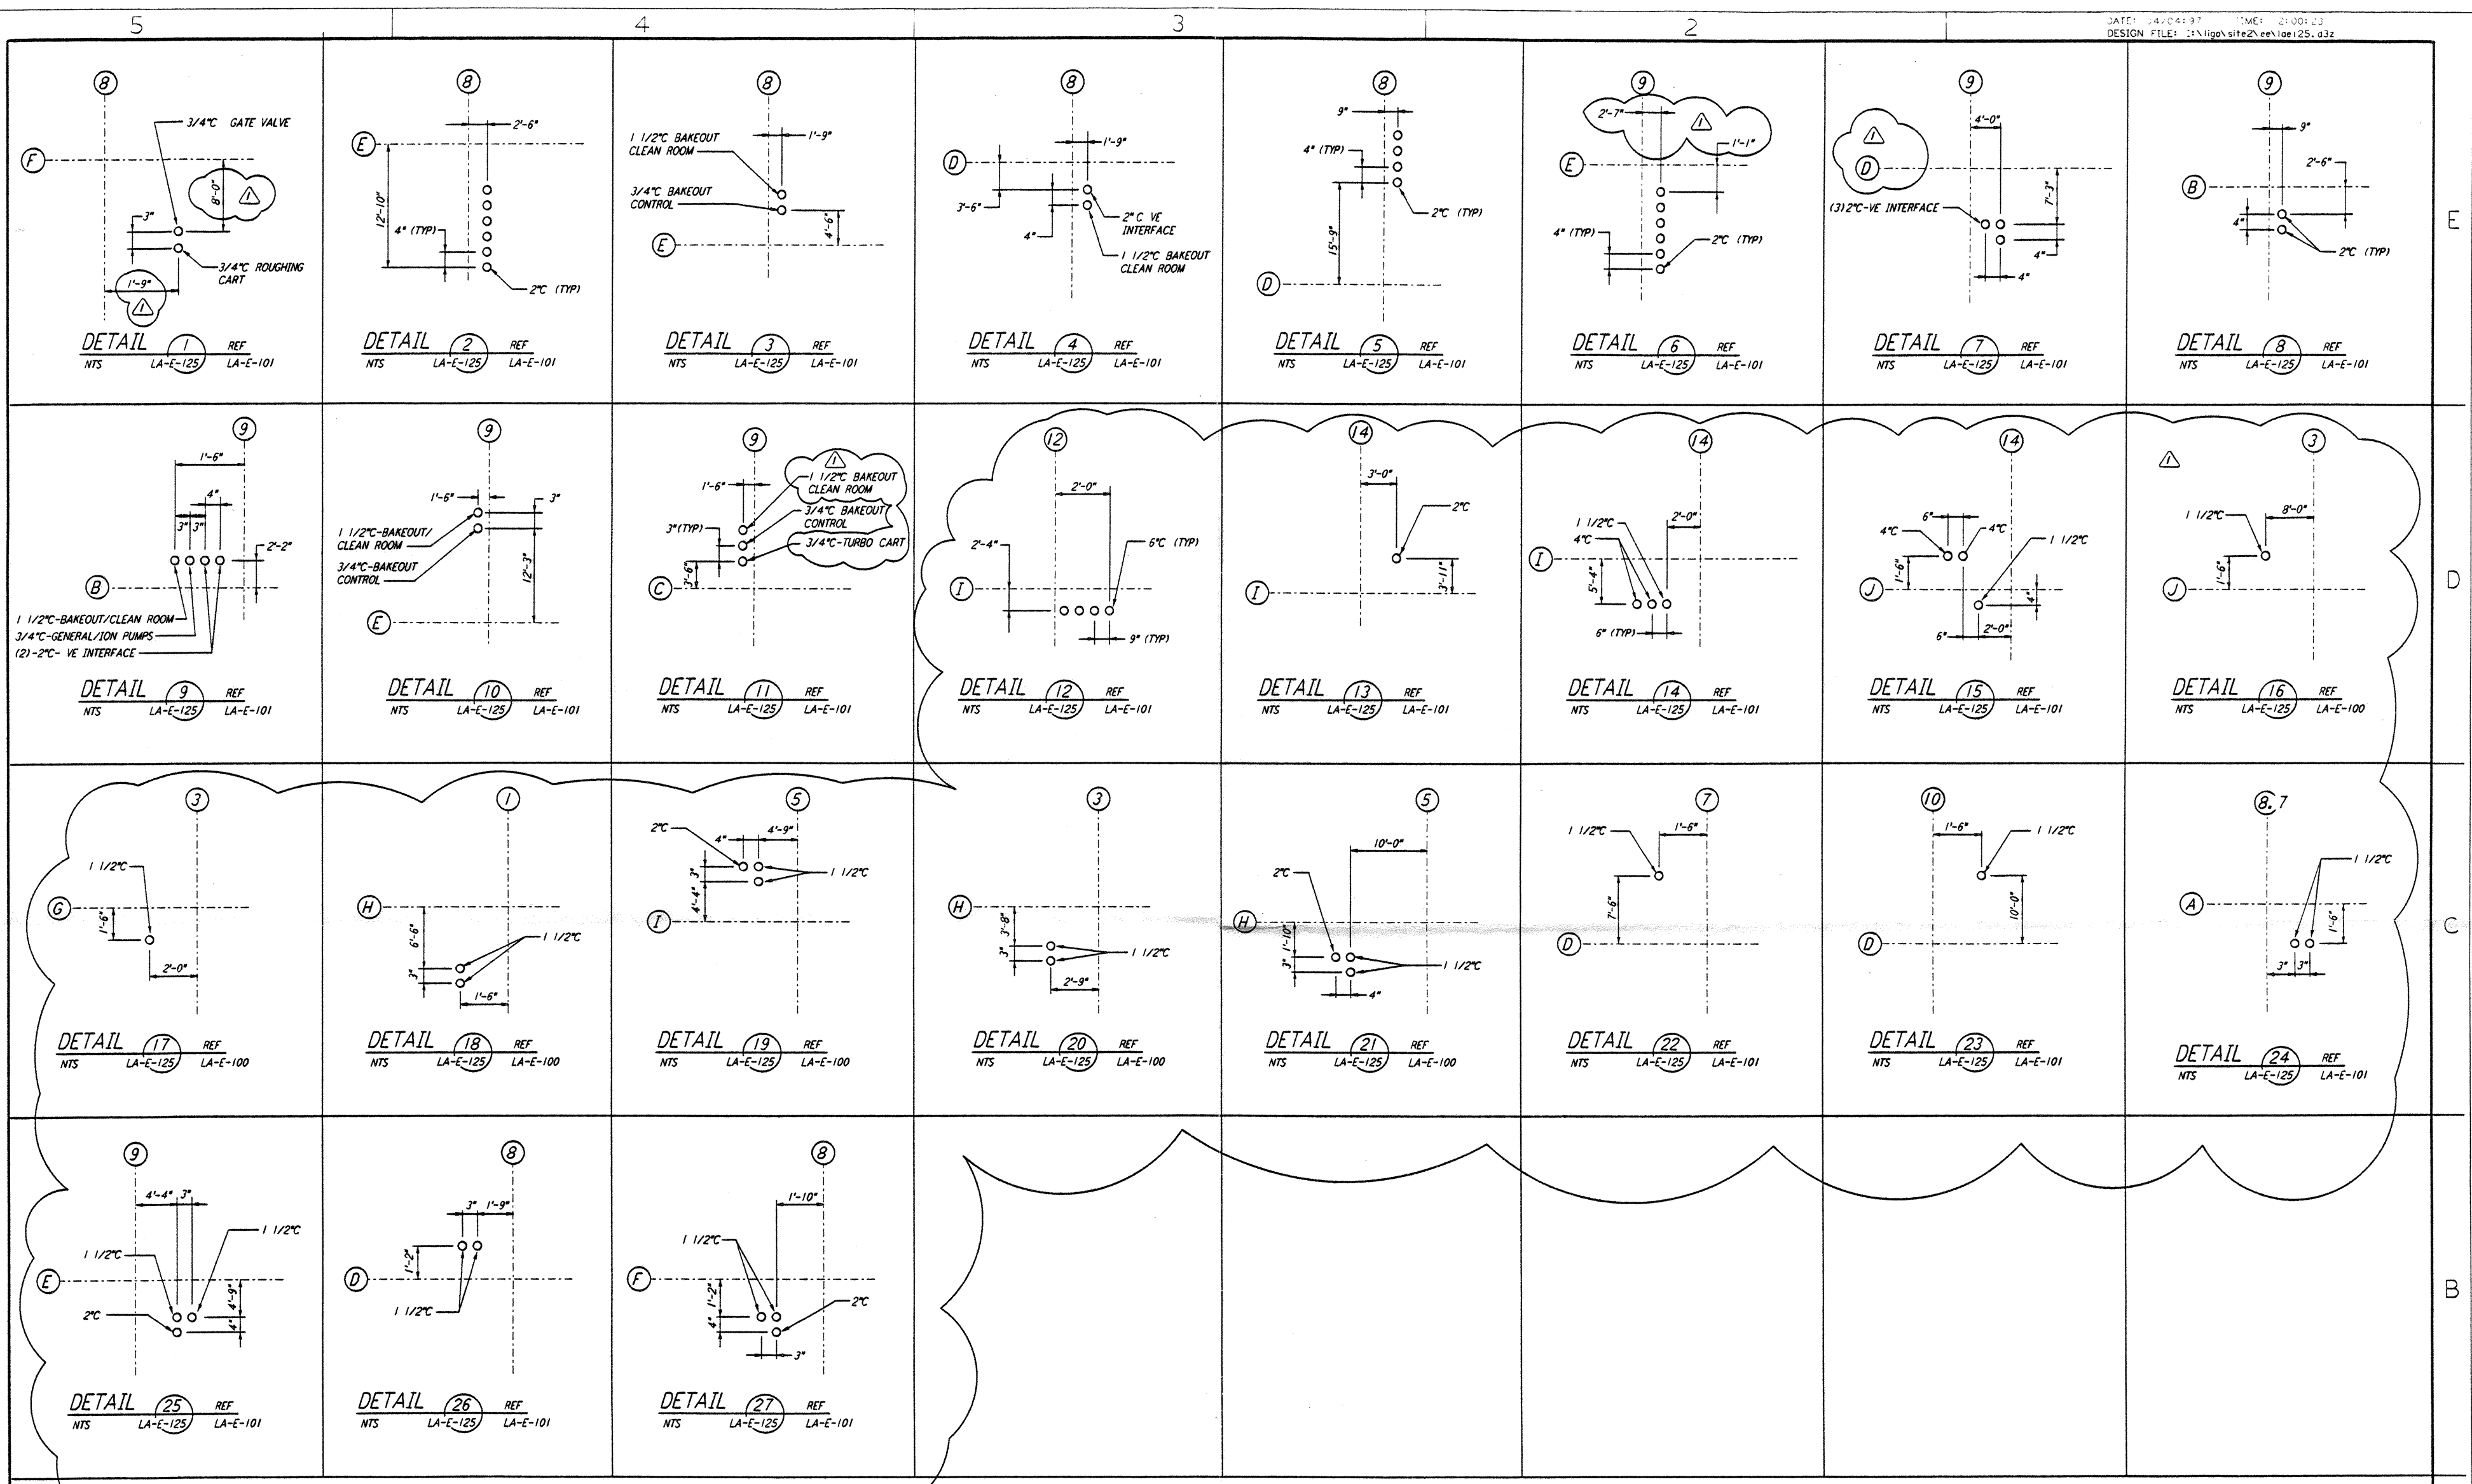 5
4
3
2
DATE: 04/04/97 TIME: 2:00:23
DESIGN FILE:
E
D
C
B
8
3/4"C GATE VALVE
F
8'-0"
1
3"
3/4"C ROUGHING
CART
1'-9"
1
DETAIL 1 REF
NTS LA-E-125 LA-E-101
8
2'-6"
E
12'-10"
4" (TYP)
2"C (TYP)
DETAIL 2 REF
NTS LA-E-125 LA-E-101
8
1 1/2"C BAKEOUT
CLEAN ROOM
1'-9"
3/4"C BAKEOUT
CONTROL
4'-6"
E
DETAIL 3 REF
NTS LA-E-125 LA-E-101
8
1'-9"
D
3'-6"
4"
2"C VE
INTERFACE
1 1/2"C BAKEOUT
CLEAN ROOM
DETAIL 4 REF
NTS LA-E-125 LA-E-101
8
9"
4" (TYP)
2"C (TYP)
15'-9"
D
DETAIL 5 REF
NTS LA-E-125 LA-E-101
9
2'-7"
1
1'-1"
E
4" (TYP)
2"C (TYP)
DETAIL 6 REF
NTS LA-E-125 LA-E-101
9
4'-0"
1
D
7'-3"
(3)2"C-VE INTERFACE
4"
4"
DETAIL 7 REF
NTS LA-E-125 LA-E-101
9
9"
2'-6"
B
4"
2"C (TYP)
DETAIL 8 REF
NTS LA-E-125 LA-E-101
9
1'-6"
4"
3" 3"
2'-2"
B
1 1/2"C-BAKEOUT/CLEAN ROOM
3/4"C-GENERAL/ION PUMPS
(2)-2"C- VE INTERFACE
DETAIL 9 REF
NTS LA-E-125 LA-E-101
9
1'-6"
3"
1 1/2"C-BAKEOUT/
CLEAN ROOM
3/4"C-BAKEOUT
CONTROL
12'-3"
E
DETAIL 10 REF
NTS LA-E-125 LA-E-101
9
1
1'-6"
1 1/2"C BAKEOUT
CLEAN ROOM
3/4"C BAKEOUT
CONTROL
3"(TYP)
3/4"C-TURBO CART
3'-6"
C
DETAIL 11 REF
NTS LA-E-125 LA-E-101
12
2'-0"
2'-4"
6"C (TYP)
I
9" (TYP)
DETAIL 12 REF
NTS LA-E-125 LA-E-101
14
3'-0"
2"C
3'-11"
I
DETAIL 13 REF
NTS LA-E-125 LA-E-101
14
1 1/2"C
2'-0"
4"C
I
5'-4"
6" (TYP)
DETAIL 14 REF
NTS LA-E-125 LA-E-101
14
6"
4"C
4"C
1 1/2"C
1'-6"
J
4"
6"
2'-0"
DETAIL 15 REF
NTS LA-E-125 LA-E-101
1
3
1 1/2"C
8'-0"
1'-6"
J
DETAIL 16 REF
NTS LA-E-125 LA-E-100
3
1 1/2"C
G
1'-6"
2'-0"
DETAIL 17 REF
NTS LA-E-125 LA-E-100
1
H
6'-6"
1 1/2"C
3"
1'-6"
DETAIL 18 REF
NTS LA-E-125 LA-E-100
5
2"C
4" 4'-9"
3"
1 1/2"C
4'-4"
I
DETAIL 19 REF
NTS LA-E-125 LA-E-100
3
H
3'-8"
3"
1 1/2"C
2'-9"
DETAIL 20 REF
NTS LA-E-125 LA-E-100
5
10'-0"
2"C
H
1'-10"
3"
1 1/2"C
4"
DETAIL 21 REF
NTS LA-E-125 LA-E-100
7
1 1/2"C
1'-6"
7'-6"
D
DETAIL 22 REF
NTS LA-E-125 LA-E-101
10
1'-6"
1 1/2"C
10'-0"
D
DETAIL 23 REF
NTS LA-E-125 LA-E-101
8.7
1 1/2"C
A
1'-6"
3" 3"
DETAIL 24 REF
NTS LA-E-125 LA-E-101
9
4'-4" 3"
1 1/2"C
1 1/2"C
E
4'-9"
2"C
4"
DETAIL 25 REF
NTS LA-E-125 LA-E-101
8
3" 1'-9"
1'-2"
D
1 1/2"C
DETAIL 26 REF
NTS LA-E-125 LA-E-101
8
1'-10"
1 1/2"C
F
1'-2"
2"C
4"
3"
DETAIL 27 REF
NTS LA-E-125 LA-E-101